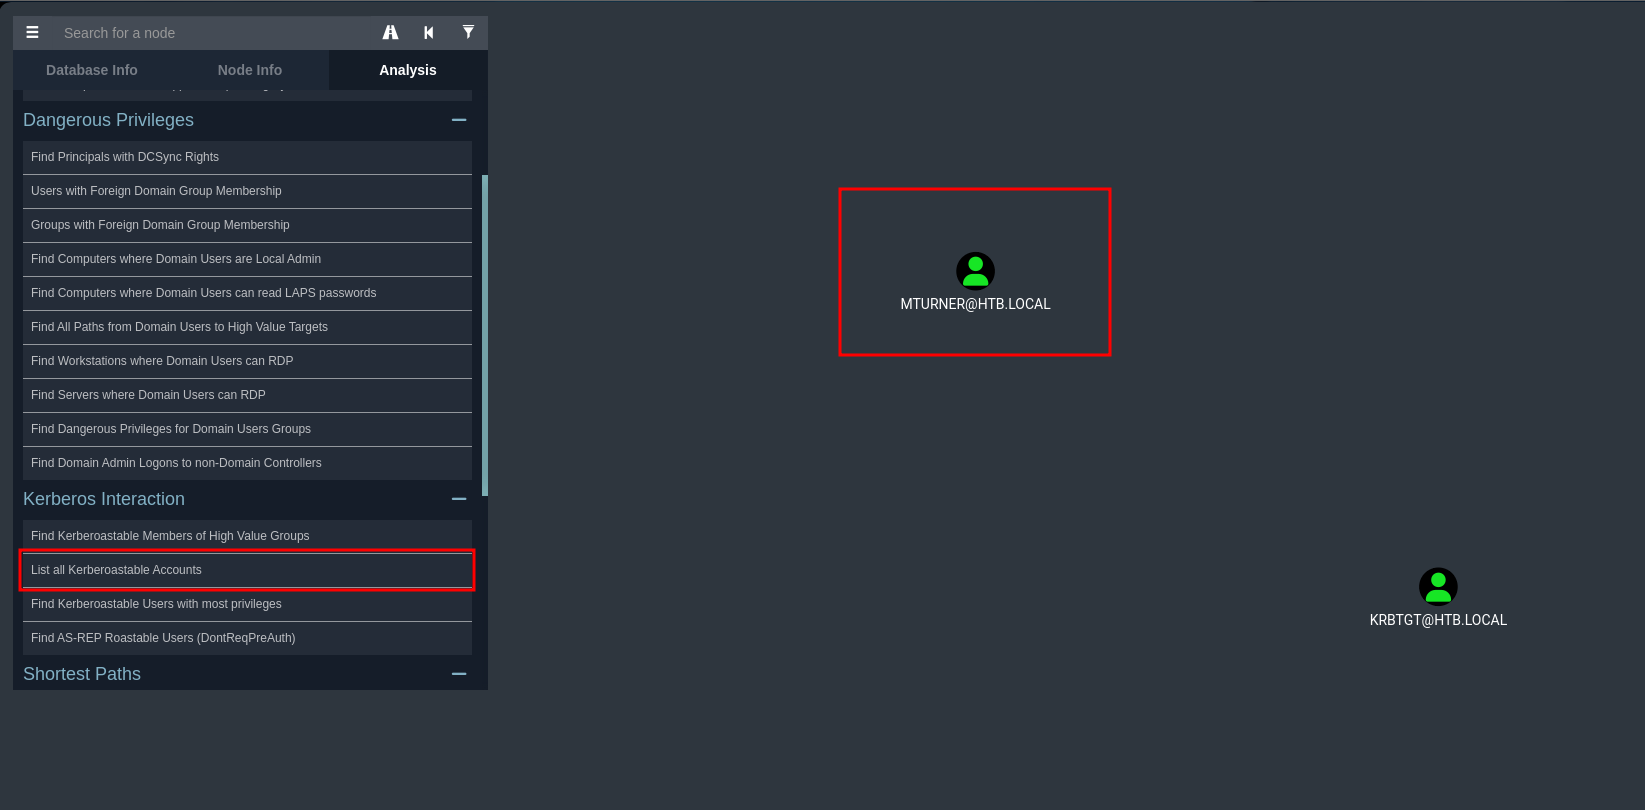 Search for a node
Database Info
Node Info
Analysis
Dangerous Privileges
Find Principals with DCSync Rights
Users with Foreign Domain Group Membership
Groups with Foreign Domain Group Membership
Find Computers where Domain Users are Local Admin
Find Computers where Domain Users can read LAPS passwords
Find All Paths from Domain Users to High Value Targets
Find Workstations where Domain Users can RDP
Find Servers where Domain Users can RDP
Find Dangerous Privileges for Domain Users Groups
Find Domain Admin Logons to non-Domain Controllers
Kerberos Interaction
Find Kerberoastable Members of High Value Groups
List all Kerberoastable Accounts
Find Kerberoastable Users with most privileges
Find AS-REP Roastable Users (DontReqPreAuth)
Shortest Paths
MTURNER@HTB.LOCAL
KRBTGT@HTB.LOCAL